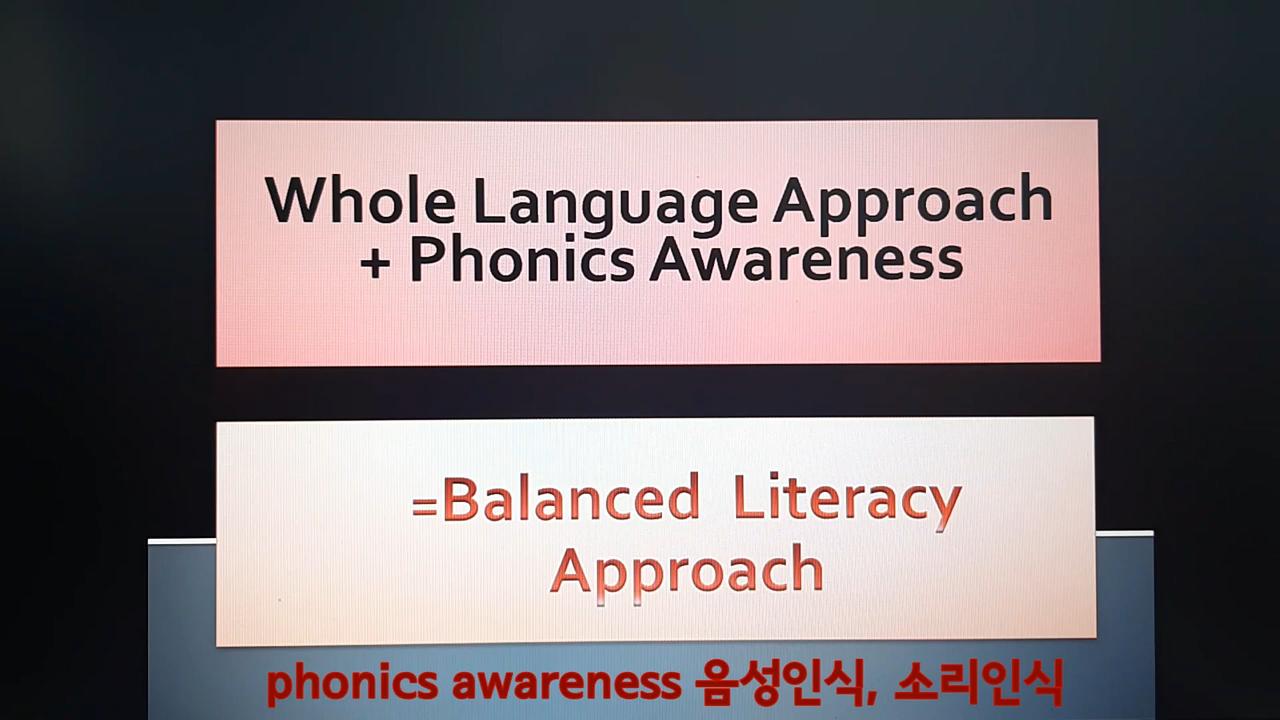 Whole Language Approach
+ Phonics Awareness
=Balanced Literacy
Approach
phonics awareness 음성인식, 소리인식